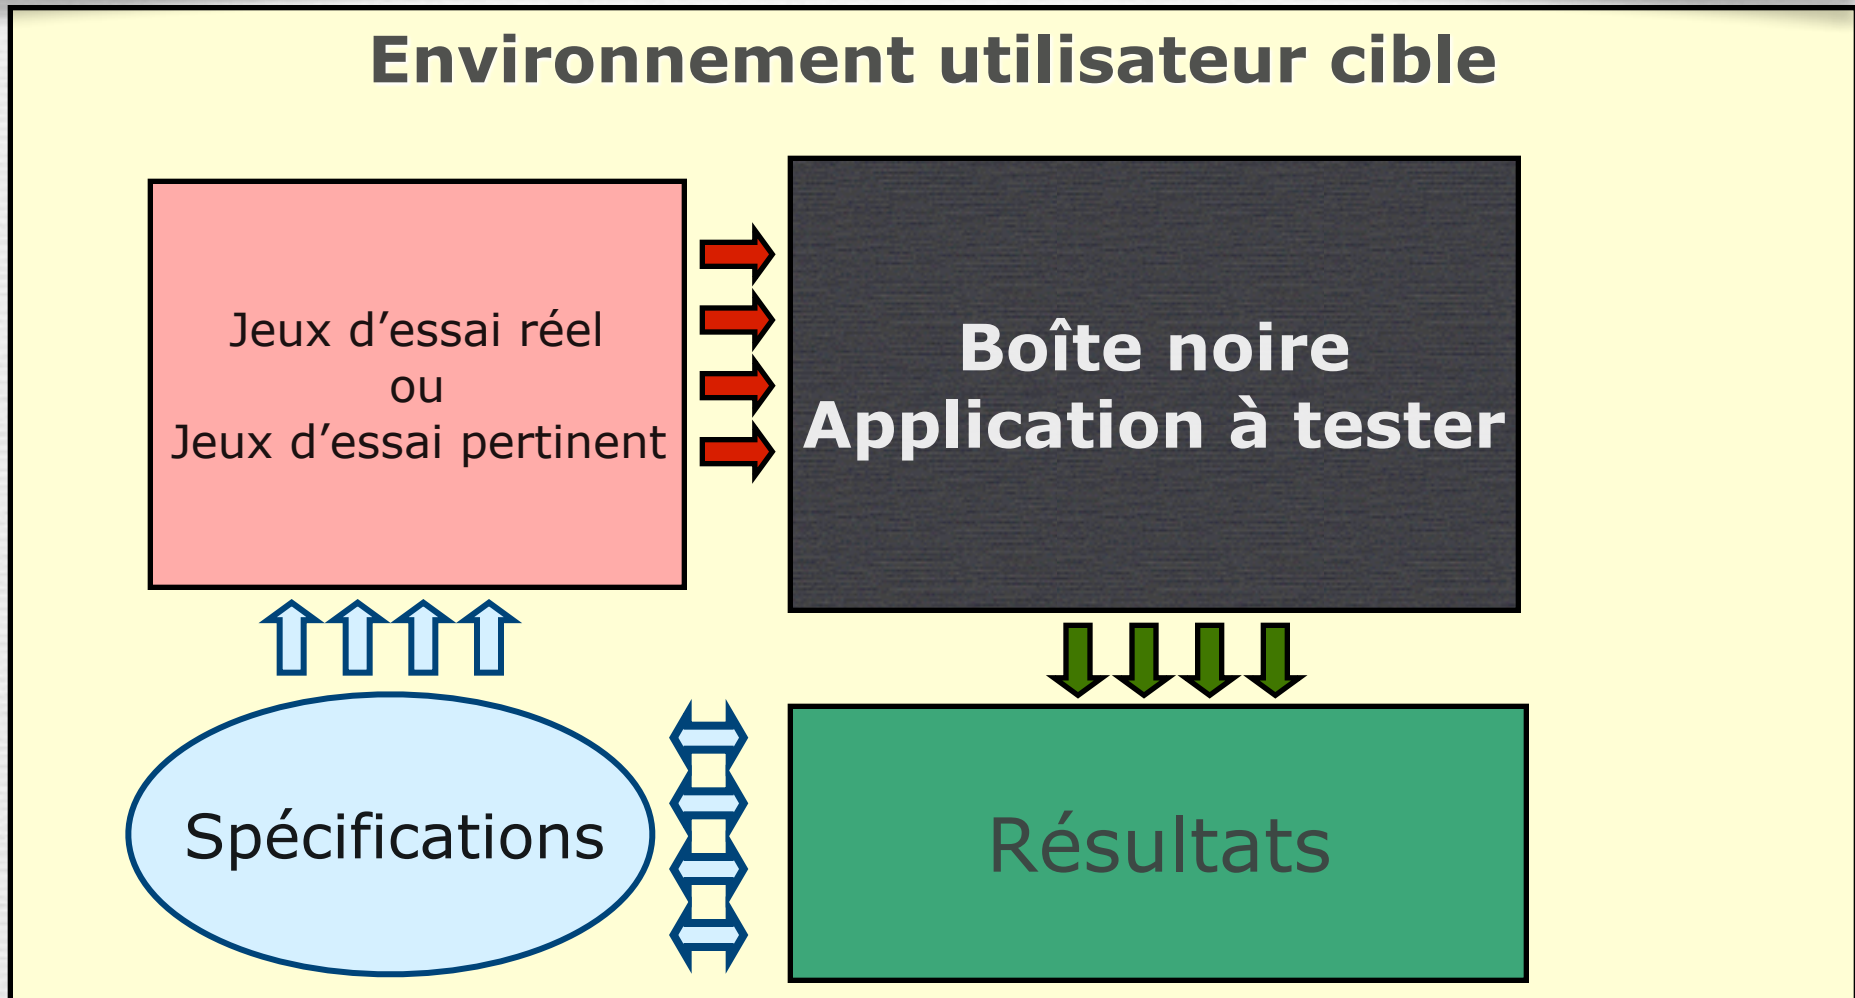 Environnement utilisateur cible
Jeux d’essai réel
ou
Jeux d’essai pertinent
Boîte noire
Application à tester
Spécifications
Résultats